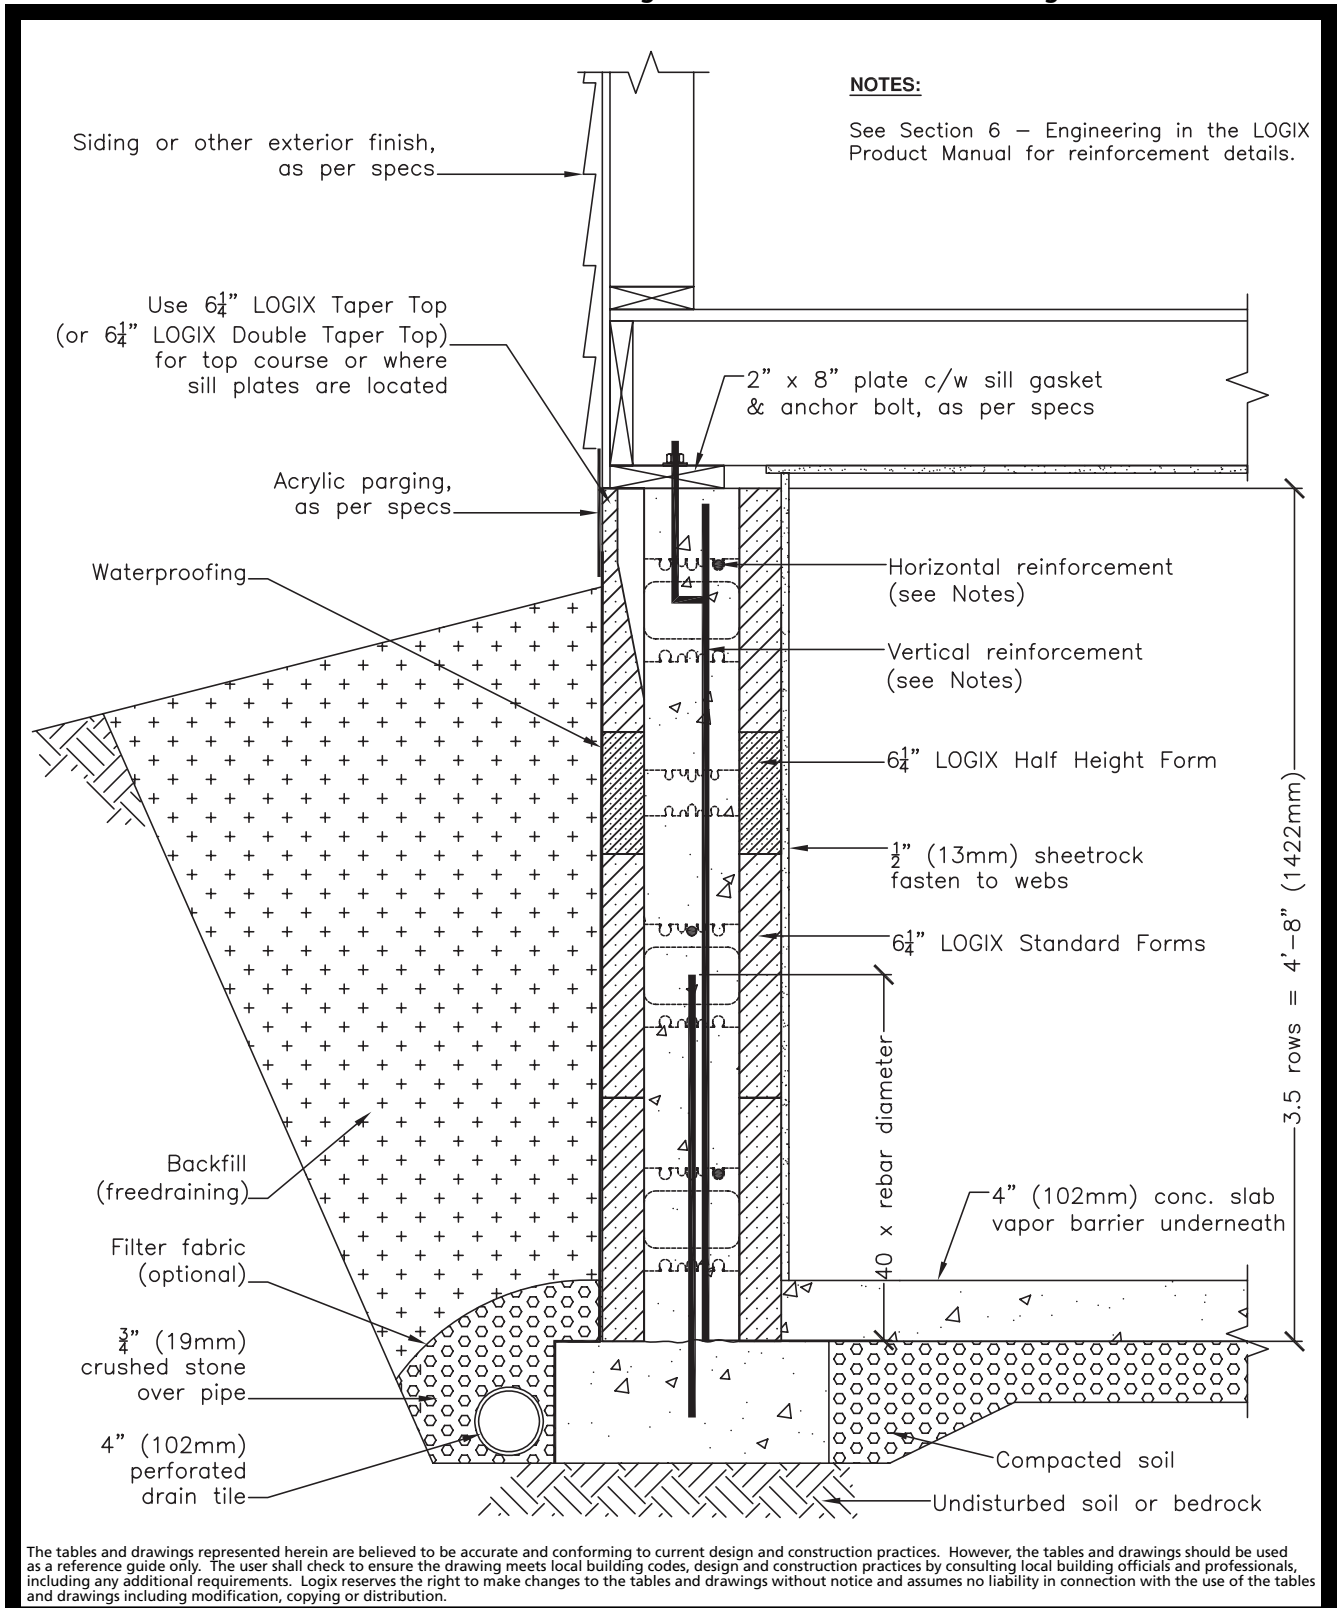 NOTES:
See Section 6 – Engineering in the LOGIX
Product Manual for reinforcement details.
Siding or other exterior finish,
as per specs
Use 6¼" LOGIX Taper Top
(or 6¼" LOGIX Double Taper Top)
for top course or where
sill plates are located
2" x 8" plate c/w sill gasket
& anchor bolt, as per specs
Acrylic parging,
as per specs
Waterproofing
Horizontal reinforcement
(see Notes)
Vertical reinforcement
(see Notes)
6¼" LOGIX Half Height Form
½" (13mm) sheetrock
fasten to webs
6¼" LOGIX Standard Forms
3.5 rows = 4'-8" (1422mm)
40 x rebar diameter
Backfill
(freedraining)
4" (102mm) conc. slab
vapor barrier underneath
Filter fabric
(optional)
¾" (19mm)
crushed stone
over pipe
4" (102mm)
perforated
drain tile
Compacted soil
Undisturbed soil or bedrock
The tables and drawings represented herein are believed to be accurate and conforming to current design and construction practices.  However, the tables and drawings should be used
as a reference guide only.  The user shall check to ensure the drawing meets local building codes, design and construction practices by consulting local building officials and professionals,
including any additional requirements.  Logix reserves the right to make changes to the tables and drawings without notice and assumes no liability in connection with the use of the tables
and drawings including modification, copying or distribution.